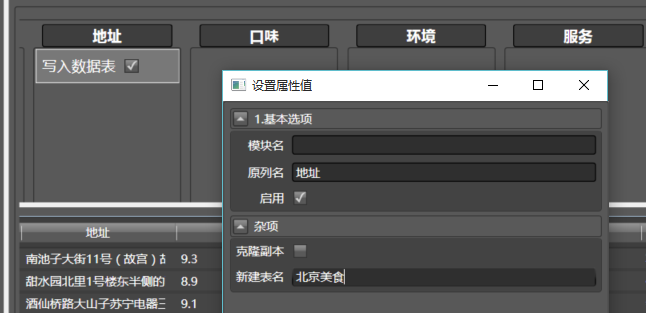 地址 口味 环境 服务
写入数据表
设置属性值
1.基本选项
模块名
原列名 地址
启用
杂项
克隆副本
新建表名 北京美食
地址
南池子大街11号（故宫） 9.3
甜水园北里1号楼东半侧的 8.9
酒仙桥路大山子苏宁电器三 9.1